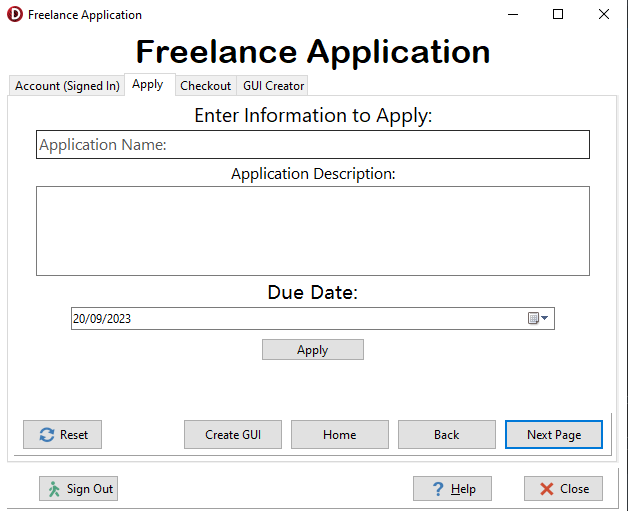 Freelance Application
Freelance Application
Account (Signed In) Apply Checkout GUI Creator
Enter Information to Apply:
Application Name:
Application Description:
Due Date:
20/09/2023
Apply
Reset Create GUI Home Back Next Page
Sign Out Help Close